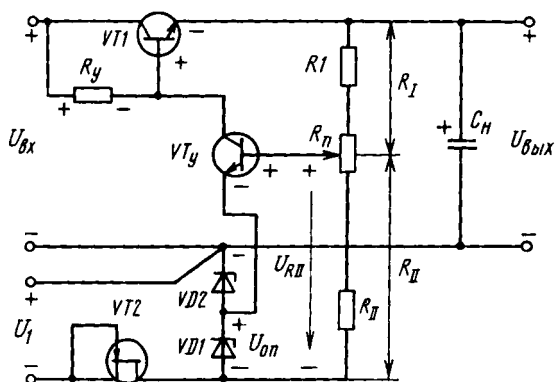 + VT1 - +
R1 R_I
R_у + -
+
C_н
+
U_вх
VT_у
R_п
U_вых
+ +
-
- - -
U_RII R_II
+
VT2 VD2
R_II
U_1
+
VD1 U_оп
- - -